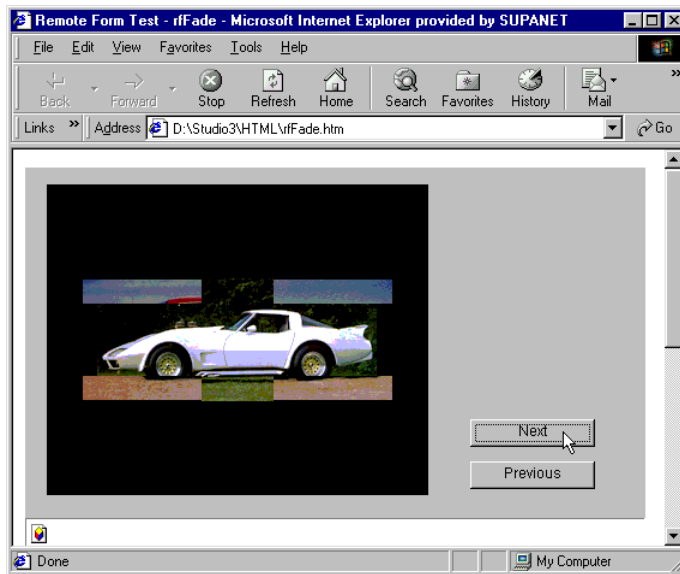 Remote Form Test - rfFade - Microsoft Internet Explorer provided by SUPANET
File Edit View Favorites Tools Help
Back Forward Stop Refresh Home Search Favorites History Mail »
Links » Address D:\Studio3\HTML\rfFade.htm Go
Next
Previous
Done My Computer